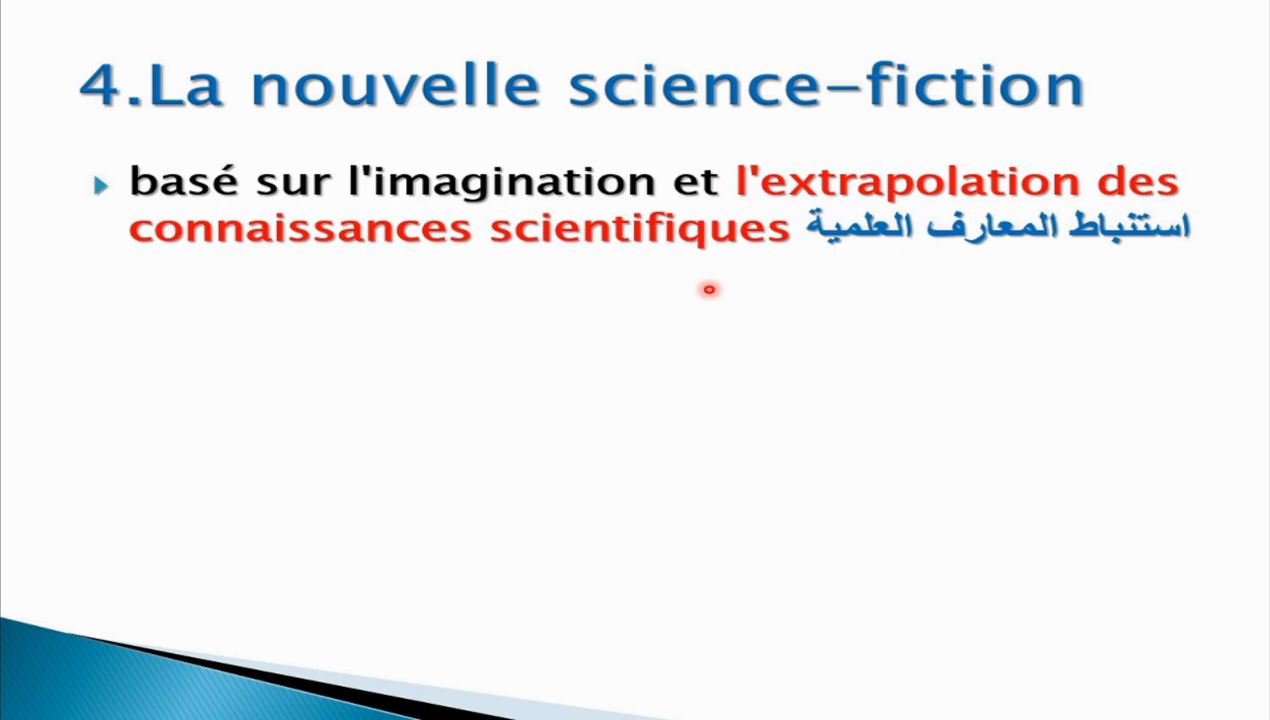 4.La nouvelle science-fiction
basé sur l'imagination et l'extrapolation des
connaissances scientifiques استنباط المعارف العلمية